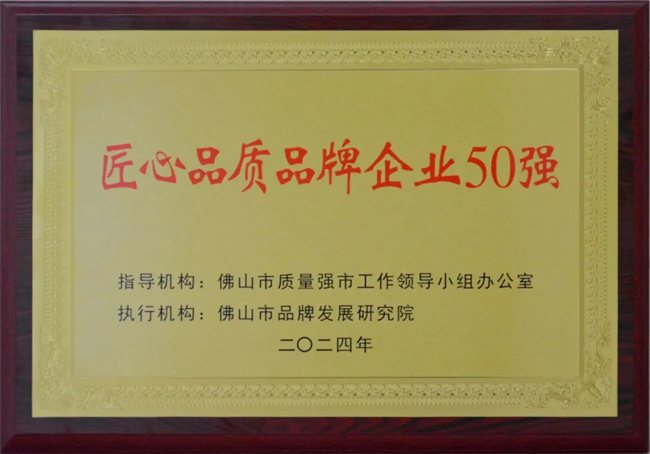 匠心品质品牌企业50强
指导机构：佛山市质量强市工作领导小组办公室
执行机构：佛山市品牌发展研究院
二〇二四年